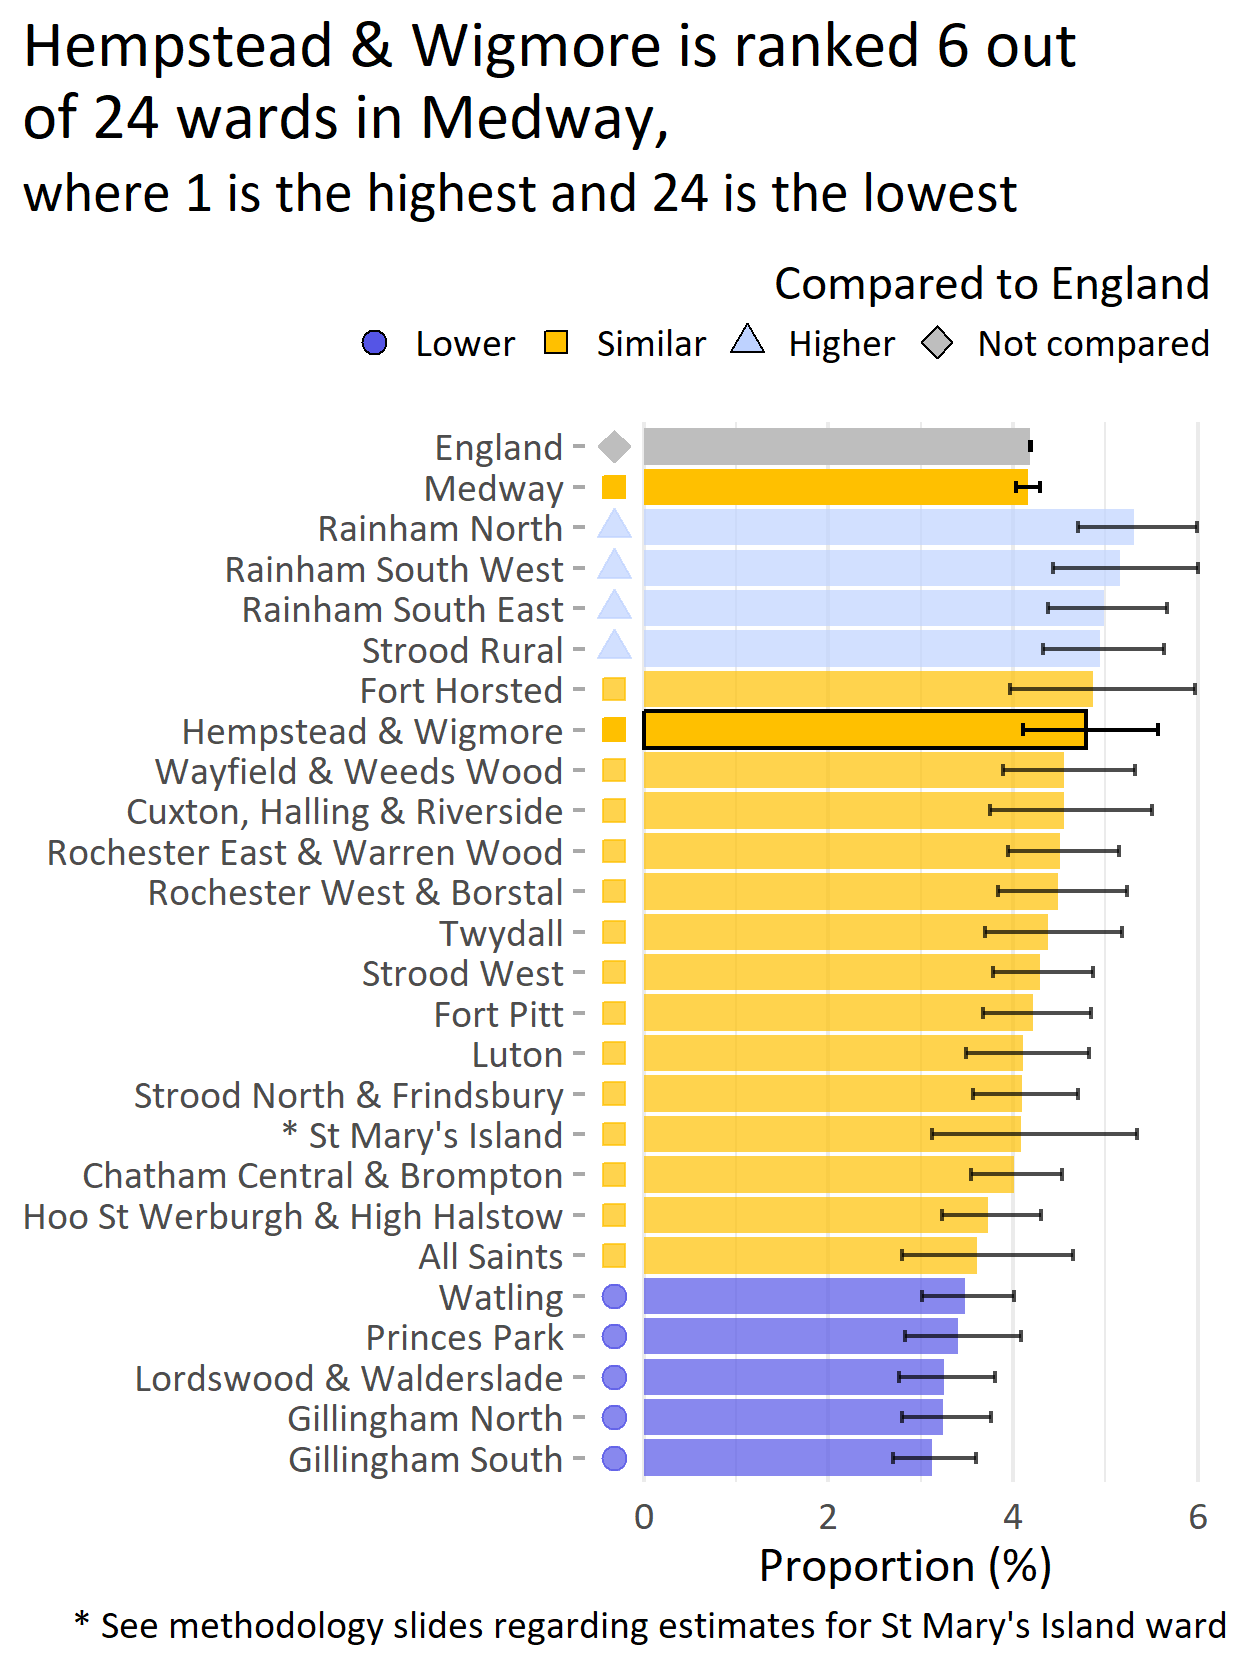 Hempstead & Wigmore is ranked 6 out
of 24 wards in Medway,
where 1 is the highest and 24 is the lowest
Compared to England
Lower Similar Higher Not compared
England
Medway
Rainham North
Rainham South West
Rainham South East
Strood Rural
Fort Horsted
Hempstead & Wigmore
Wayfield & Weeds Wood
Cuxton, Halling & Riverside
Rochester East & Warren Wood
Rochester West & Borstal
Twydall
Strood West
Fort Pitt
Luton
Strood North & Frindsbury
* St Mary's Island
Chatham Central & Brompton
Hoo St Werburgh & High Halstow
All Saints
Watling
Princes Park
Lordswood & Walderslade
Gillingham North
Gillingham South
0 2 4 6
Proportion (%)
* See methodology slides regarding estimates for St Mary's Island ward